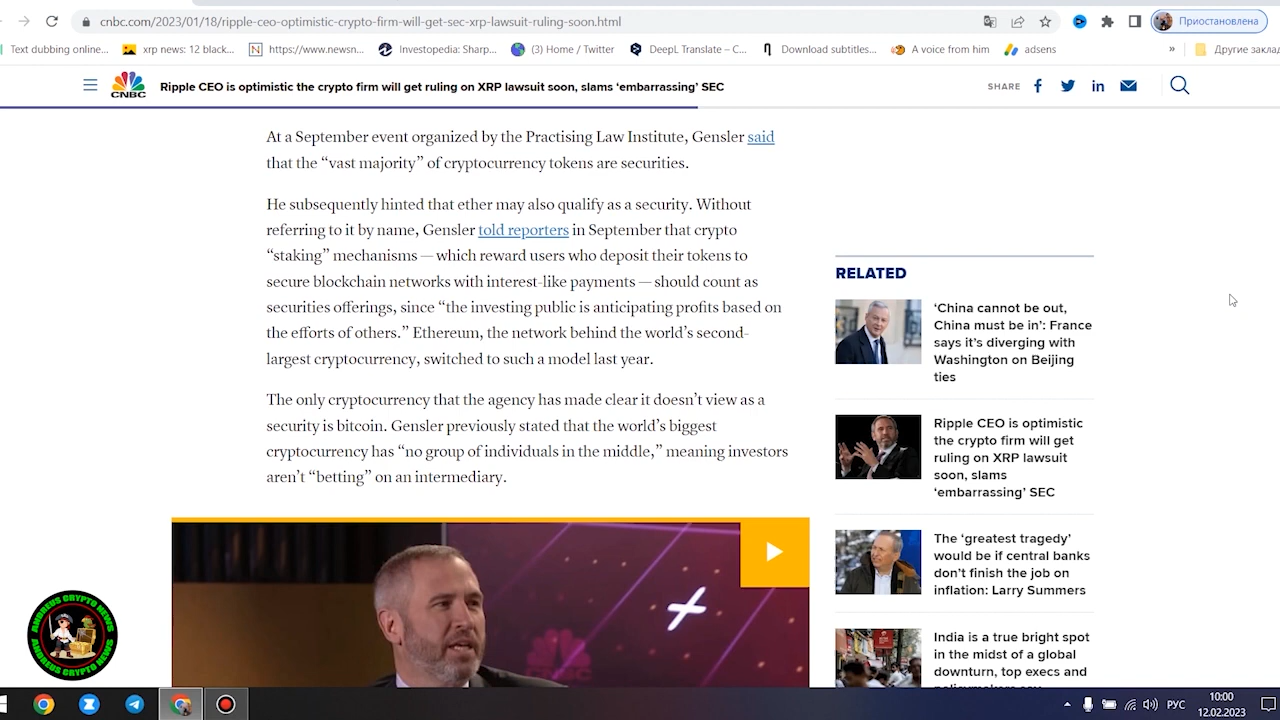 cnbc.com/2023/01/18/ripple-ceo-optimistic-crypto-firm-will-get-sec-xrp-lawsuit-ruling-soon.html
Приостановлена
Text dubbing online...
xrp news: 12 black...
https://www.newsn...
Investopedia: Sharp...
(3) Home / Twitter
DeepL Translate – C...
Download subtitles...
A voice from him
adsens
»
Другие закла
CNBC
Ripple CEO is optimistic the crypto firm will get ruling on XRP lawsuit soon, slams ‘embarrassing’ SEC
SHARE
At a September event organized by the Practising Law Institute, Gensler said
that the “vast majority” of cryptocurrency tokens are securities.
He subsequently hinted that ether may also qualify as a security. Without
referring to it by name, Gensler told reporters in September that crypto
“staking” mechanisms — which reward users who deposit their tokens to
secure blockchain networks with interest-like payments — should count as
securities offerings, since “the investing public is anticipating profits based on
the efforts of others.” Ethereum, the network behind the world’s second-
largest cryptocurrency, switched to such a model last year.
The only cryptocurrency that the agency has made clear it doesn’t view as a
security is bitcoin. Gensler previously stated that the world’s biggest
cryptocurrency has “no group of individuals in the middle,” meaning investors
aren’t “betting” on an intermediary.
RELATED
‘China cannot be out,
China must be in’: France
says it’s diverging with
Washington on Beijing
ties
Ripple CEO is optimistic
the crypto firm will get
ruling on XRP lawsuit
soon, slams
‘embarrassing’ SEC
The ‘greatest tragedy’
would be if central banks
don’t finish the job on
inflation: Larry Summers
India is a true bright spot
in the midst of a global
downturn, top execs and
ANDREUS CRYPTO NEWS
ANDREUS CRYPTO NEWS
РУС
10:00
12.02.2023